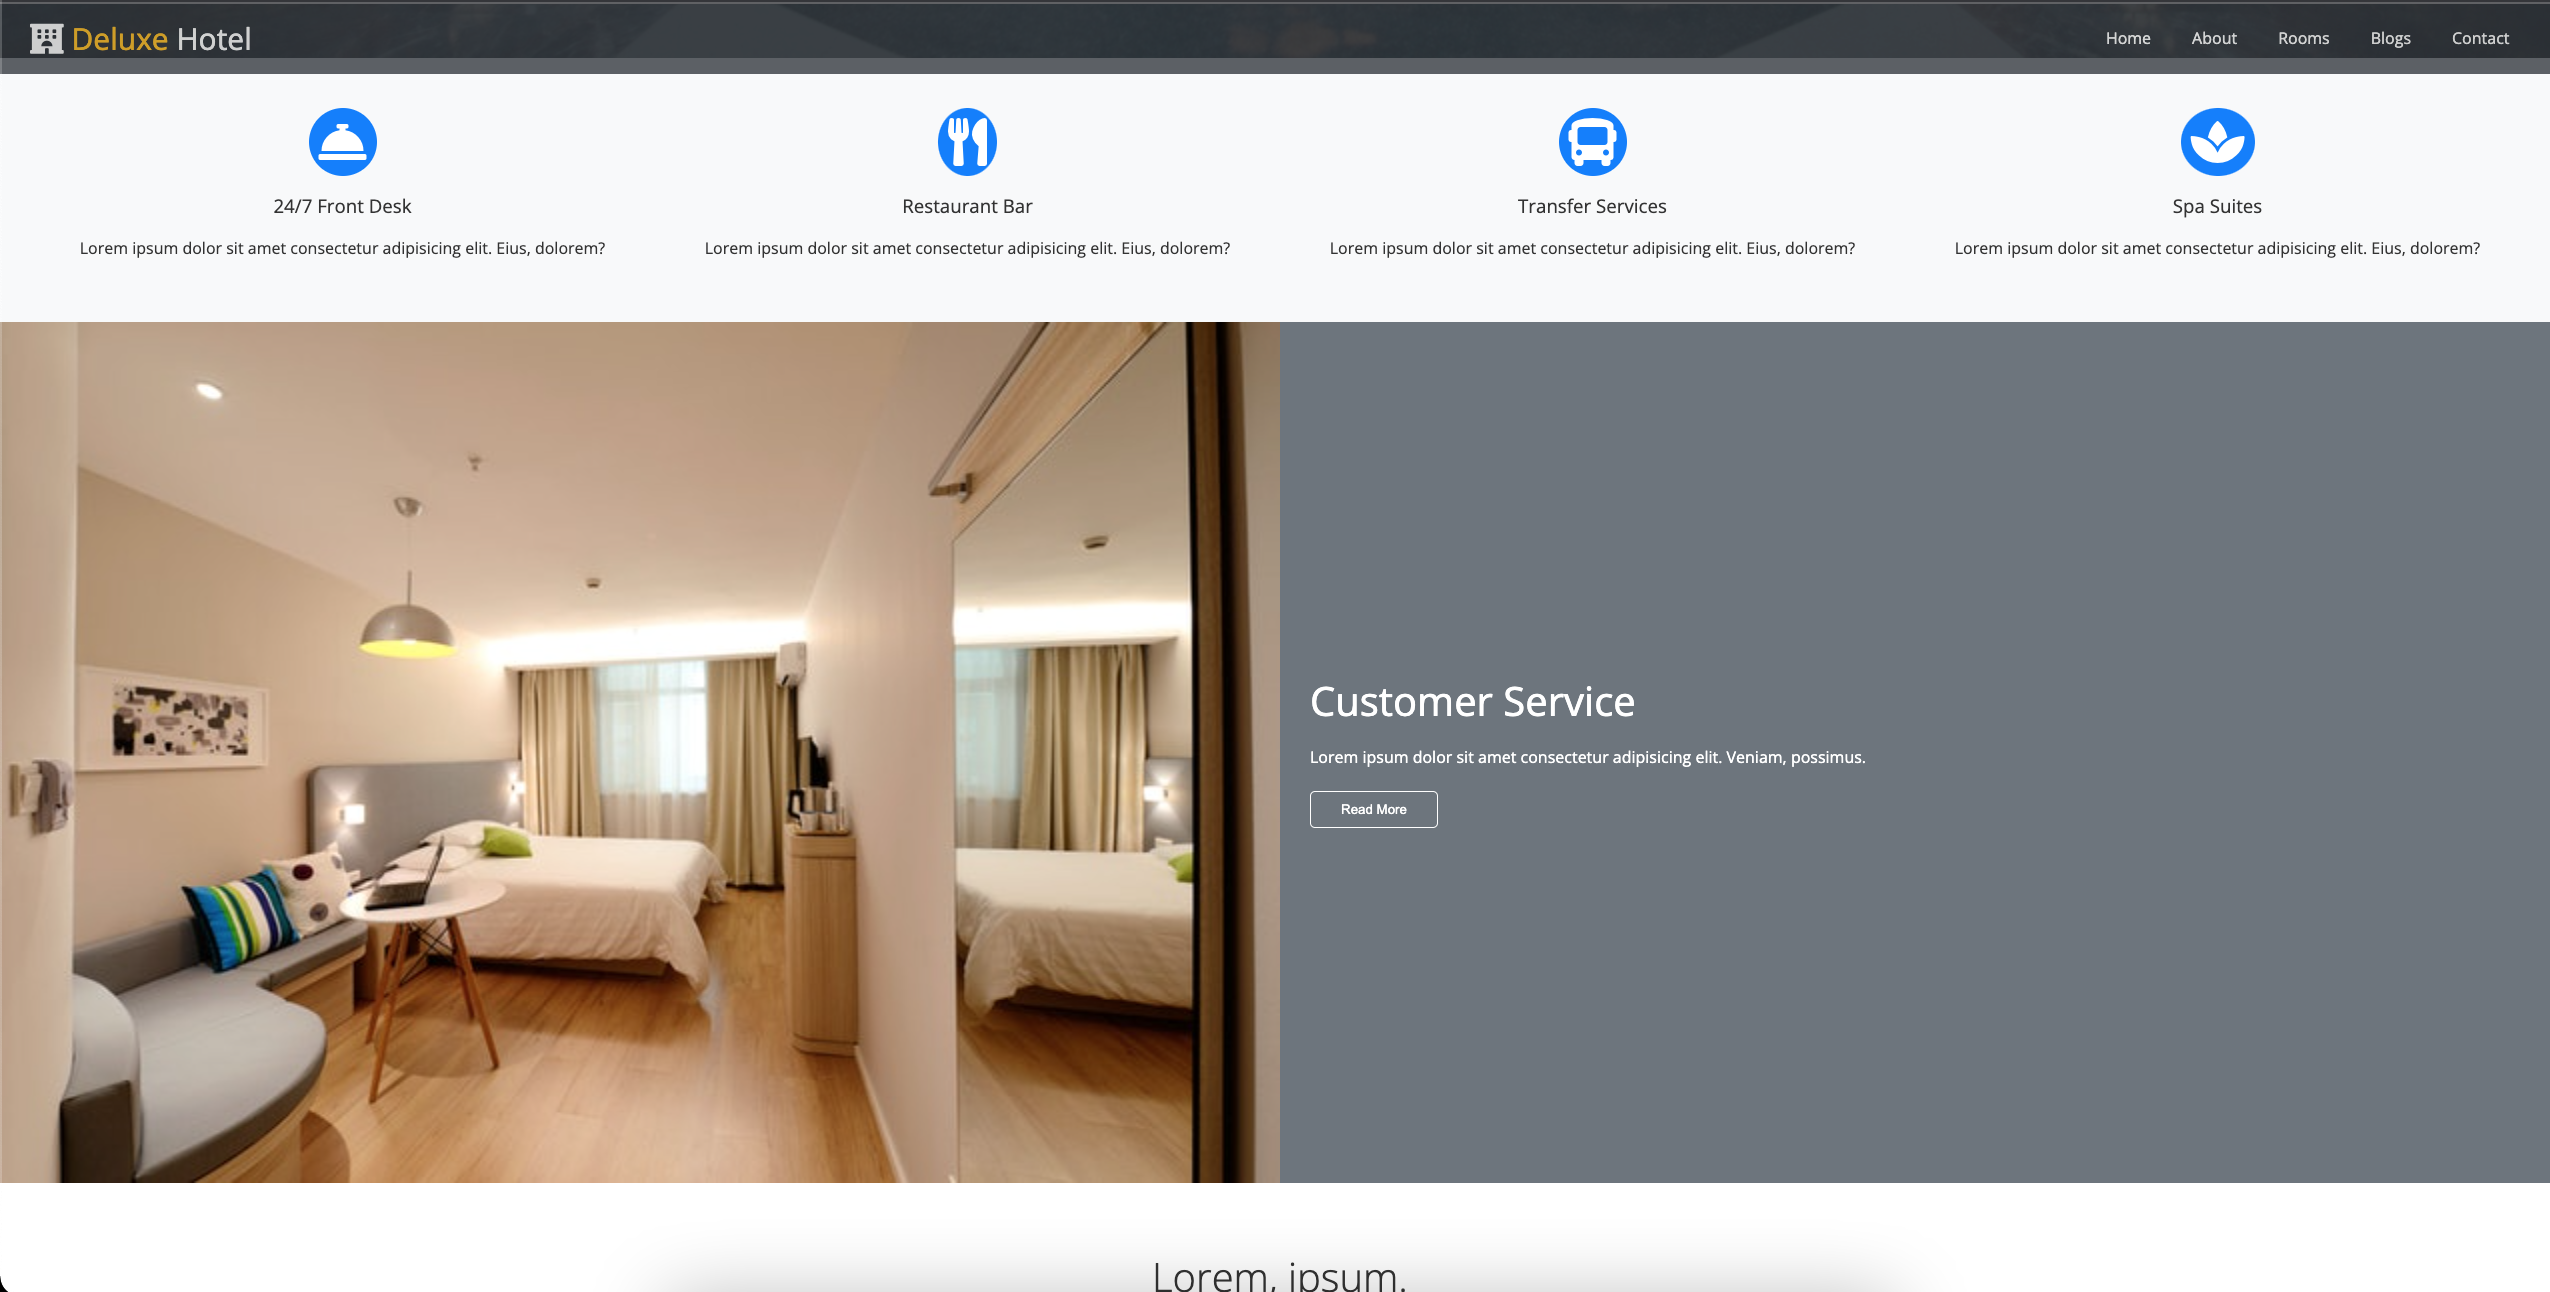 Deluxe Hotel
Home About Rooms Blogs Contact
24/7 Front Desk
Lorem ipsum dolor sit amet consectetur adipisicing elit. Eius, dolorem?
Restaurant Bar
Lorem ipsum dolor sit amet consectetur adipisicing elit. Eius, dolorem?
Transfer Services
Lorem ipsum dolor sit amet consectetur adipisicing elit. Eius, dolorem?
Spa Suites
Lorem ipsum dolor sit amet consectetur adipisicing elit. Eius, dolorem?
Customer Service
Lorem ipsum dolor sit amet consectetur adipisicing elit. Veniam, possimus.
Read More
Lorem, ipsum.